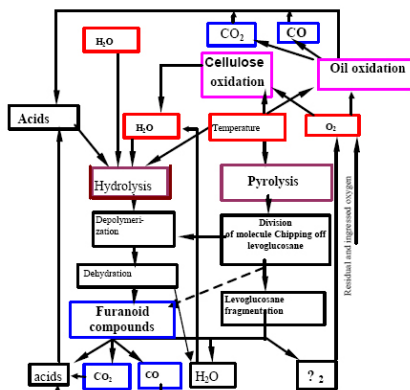 H₂O
CO₂
CO
Cellulose
oxidation
Oil oxidation
Acids
H₂O
Temperature
O₂
Hydrolysis
Pyrolysis
Residual and ingressed oxygen
Depolymeri-
zation
Division
of molecule Chipping off
levoglucosane
Dehydration
Furanoid
compounds
Levoglucosane
fragmentation
acids
CO₂
CO
H₂O
? ₂